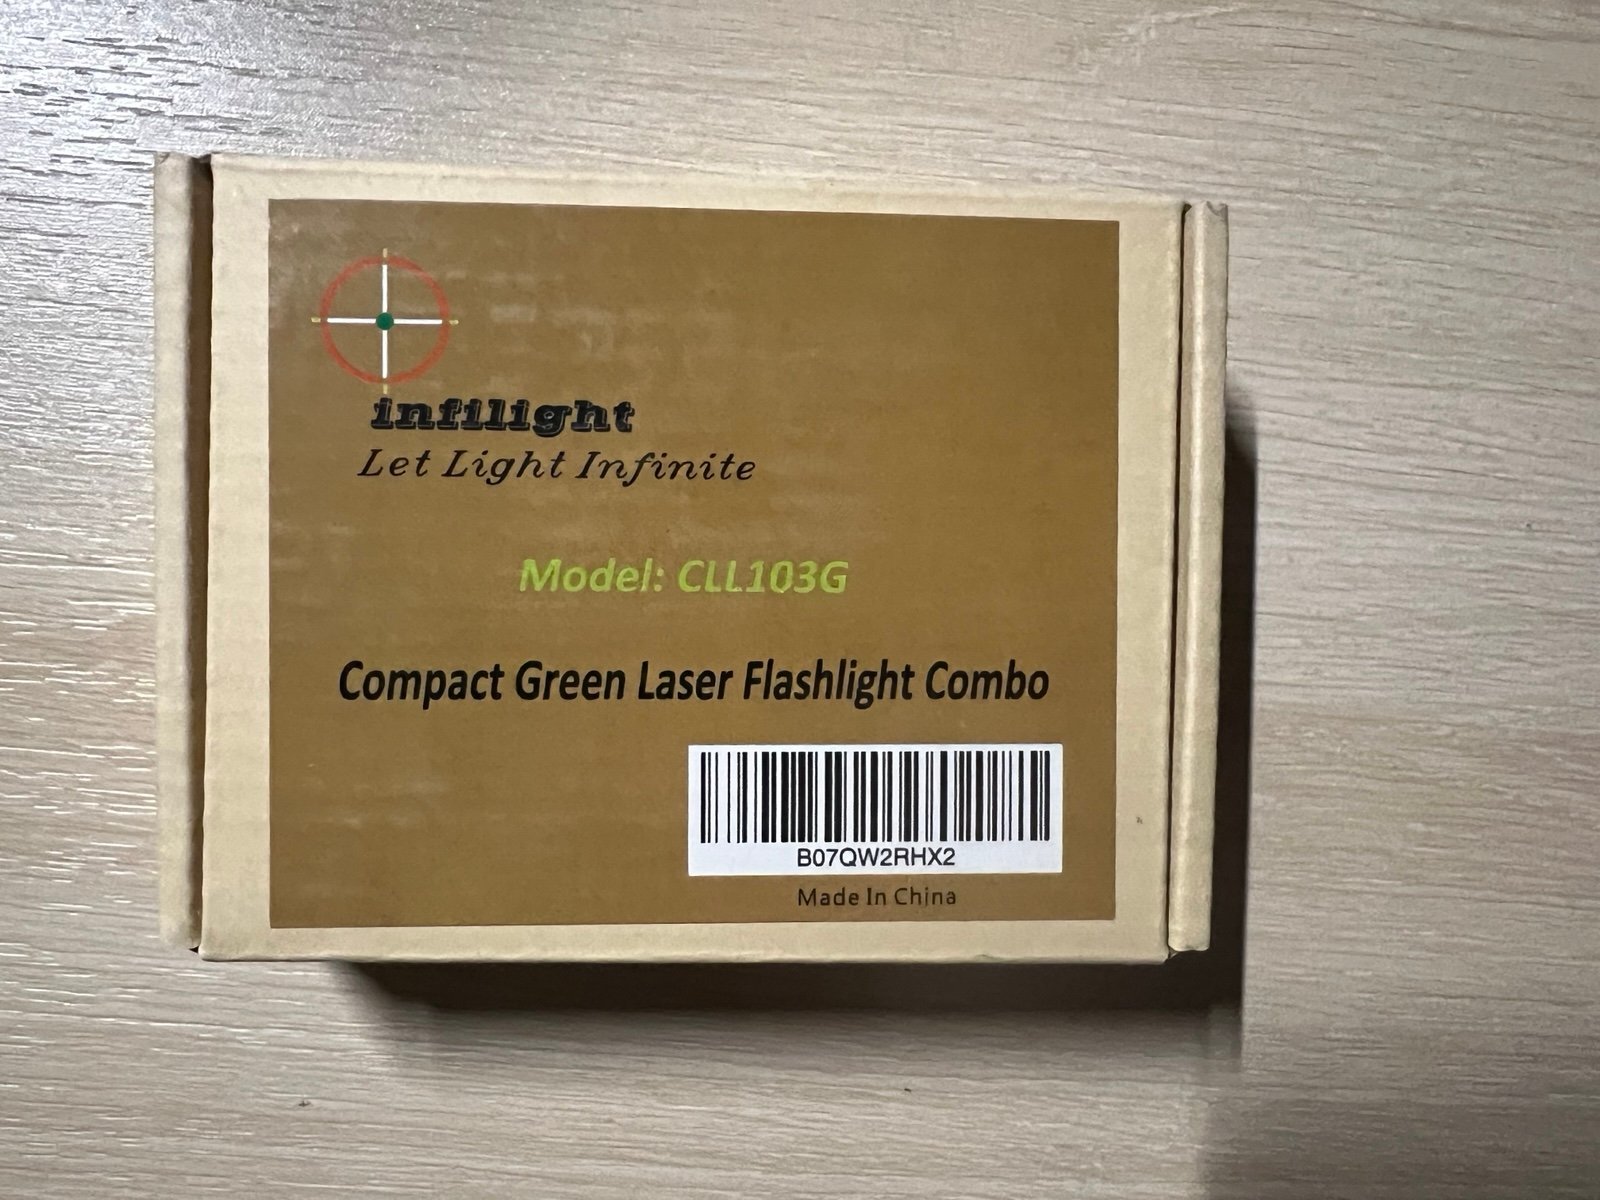 infilight
Let Light Infinite
Model: CLL103G
Compact Green Laser Flashlight Combo
B07QW2RHX2
Made In China